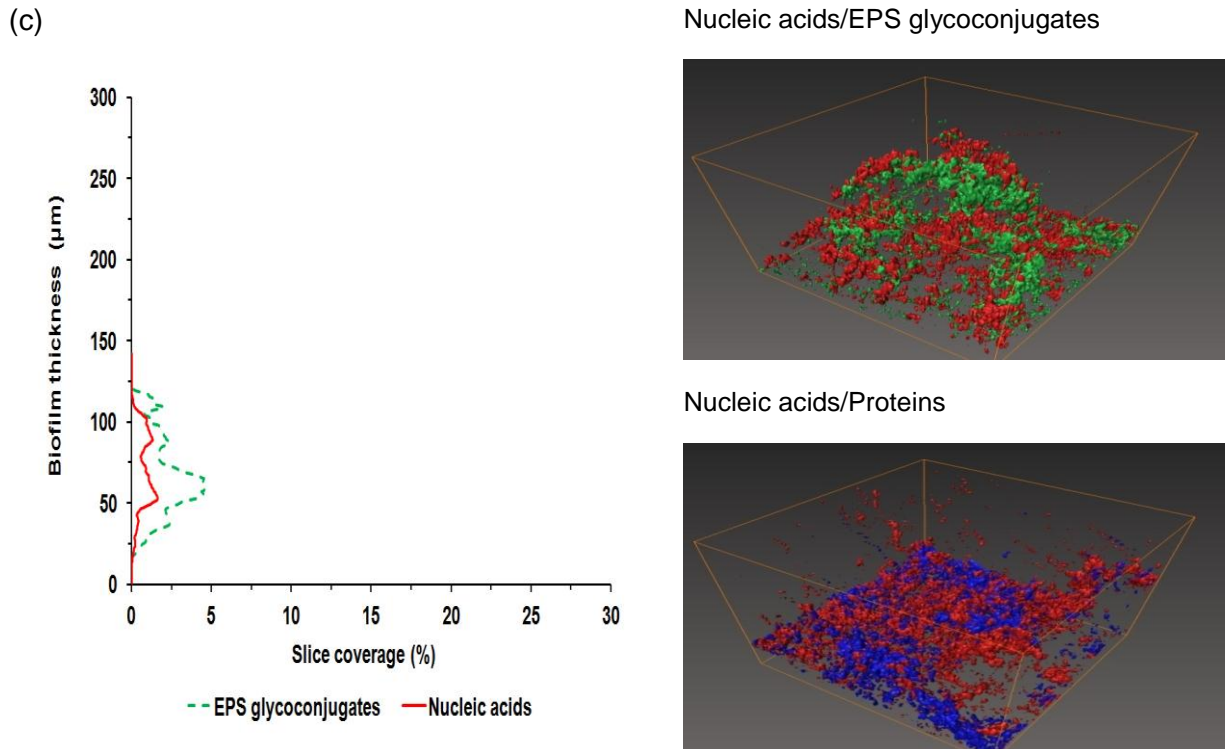 (c)
Nucleic acids/EPS glycoconjugates
300
250
200
150
100
50
0
Biofilm thickness (µm)
0 5 10 15 20 25 30
Slice coverage (%)
EPS glycoconjugates Nucleic acids
Nucleic acids/Proteins